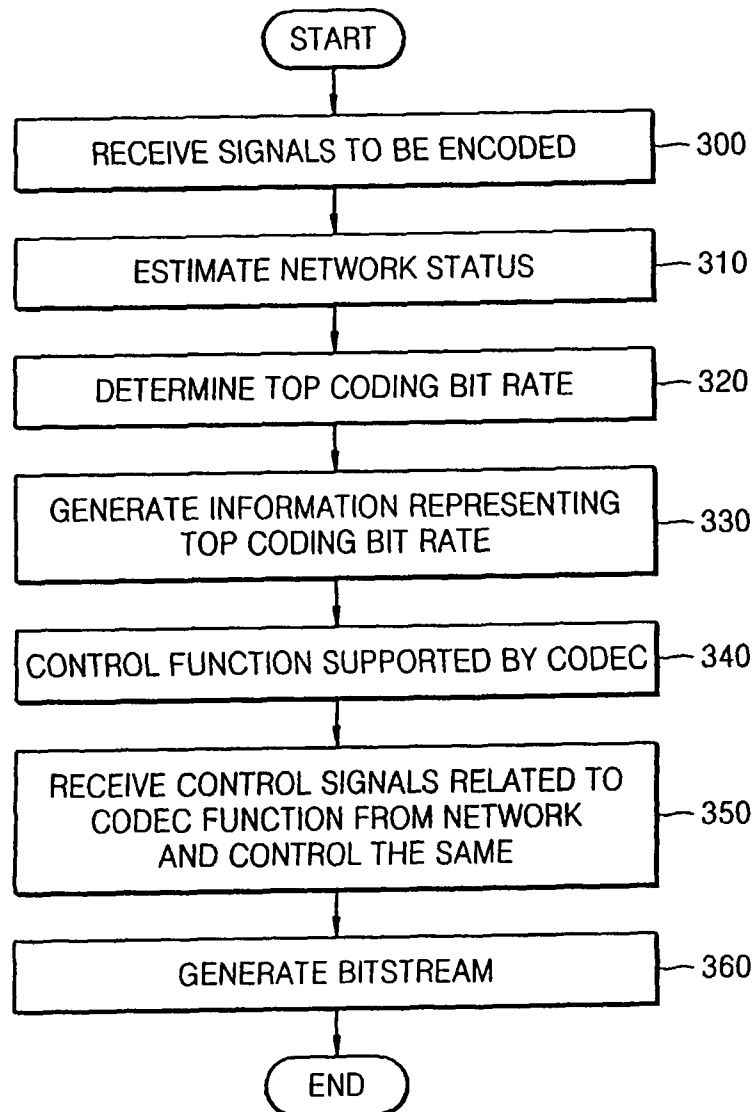 START
RECEIVE SIGNALS TO BE ENCODED
300
ESTIMATE NETWORK STATUS
310
DETERMINE TOP CODING BIT RATE
320
GENERATE INFORMATION REPRESENTING
TOP CODING BIT RATE
330
CONTROL FUNCTION SUPPORTED BY CODEC
340
RECEIVE CONTROL SIGNALS RELATED TO
CODEC FUNCTION FROM NETWORK
AND CONTROL THE SAME
350
GENERATE BITSTREAM
360
END